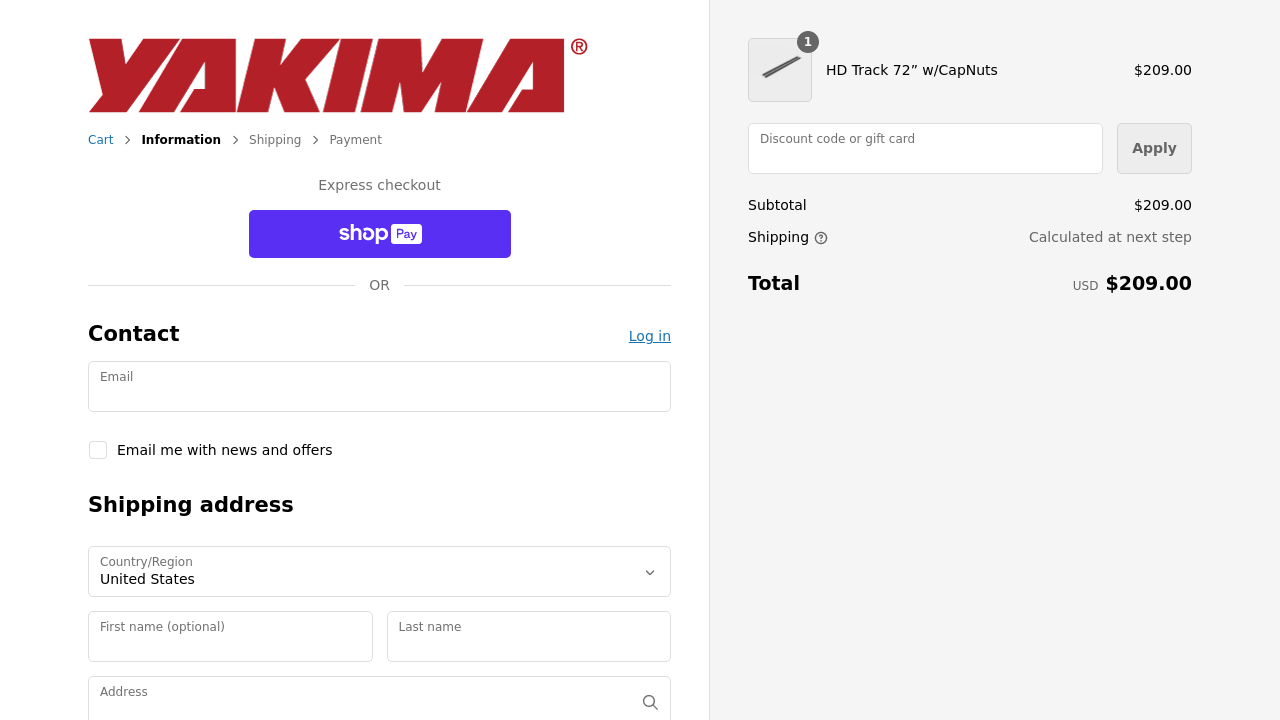 YAKIMA®
Cart > Information > Shipping > Payment
Express checkout
shop Pay
OR
Contact
Log in
Email
Email me with news and offers
Shipping address
Country/Region
United States
First name (optional)
Last name
Address
1
HD Track 72” w/CapNuts
$209.00
Discount code or gift card
Apply
Subtotal
$209.00
Shipping
Calculated at next step
Total
USD $209.00